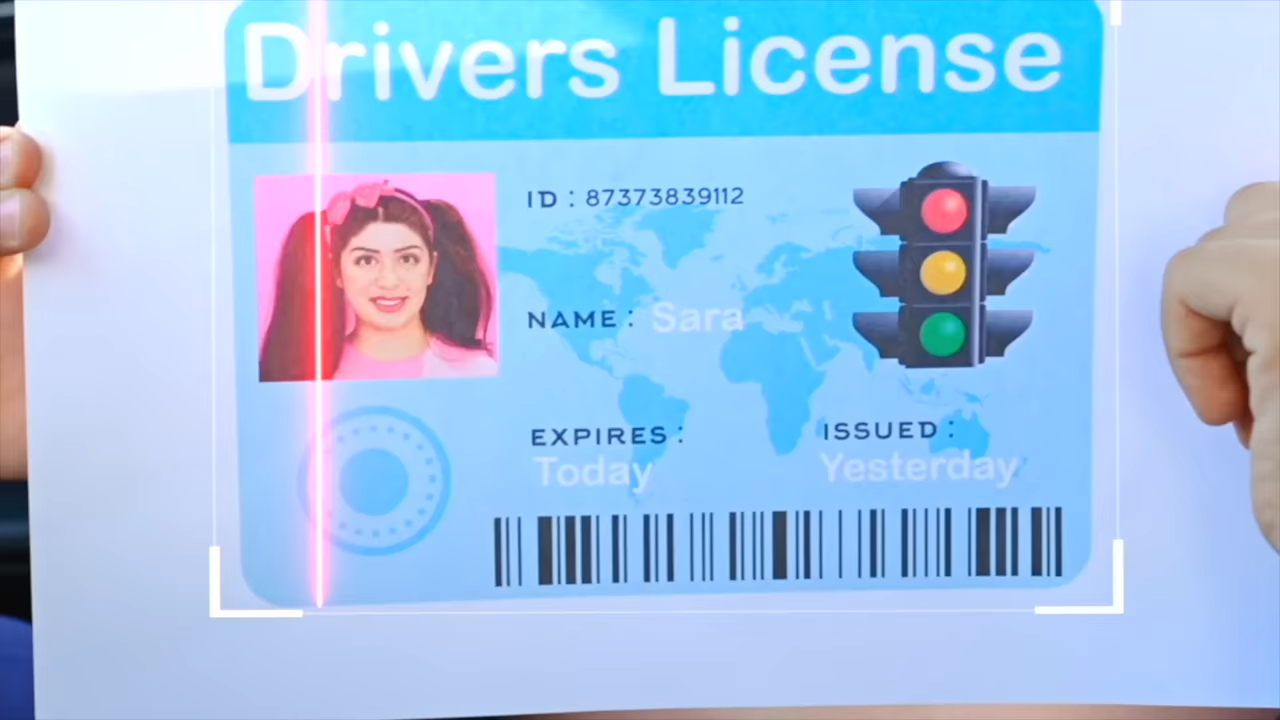 Drivers License
ID : 87373839112
NAME : Sara
EXPIRES :
Today
ISSUED :
Yesterday